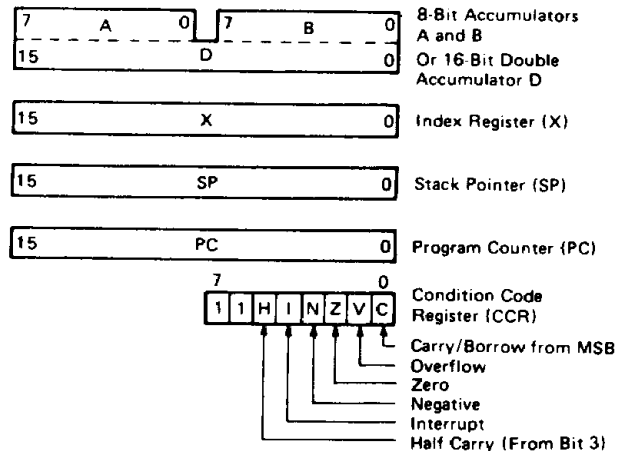 7 A 0 7 B 0 8-Bit Accumulators
A and B
15 D 0 Or 16-Bit Double
Accumulator D
15 X 0 Index Register (X)
15 SP 0 Stack Pointer (SP)
15 PC 0 Program Counter (PC)
7 0
1 1 H I N Z V C Condition Code
Register (CCR)
Carry/Borrow from MSB
Overflow
Zero
Negative
Interrupt
Half Carry (From Bit 3)